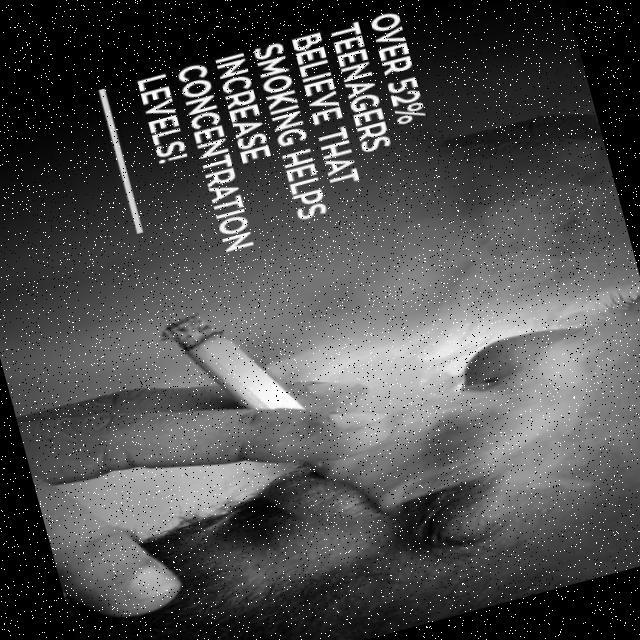 OVER 52%
TEENAGERS
BELIEVE THAT
SMOKING HELPS
INCREASE
CONCENTRATION
LEVELS!